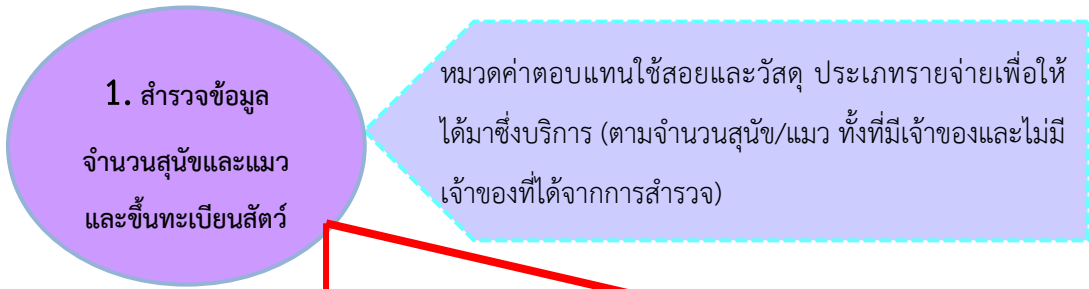 1. สำรวจข้อมูล
จำนวนสุนัขและแมว
และขึ้นทะเบียนสัตว์
หมวดค่าตอบแทนใช้สอยและวัสดุ ประเภทรายจ่ายเพื่อให้
ได้มาซึ่งบริการ (ตามจำนวนสุนัข/แมว ทั้งที่มีเจ้าของและไม่มี
เจ้าของที่ได้จากการสำรวจ)